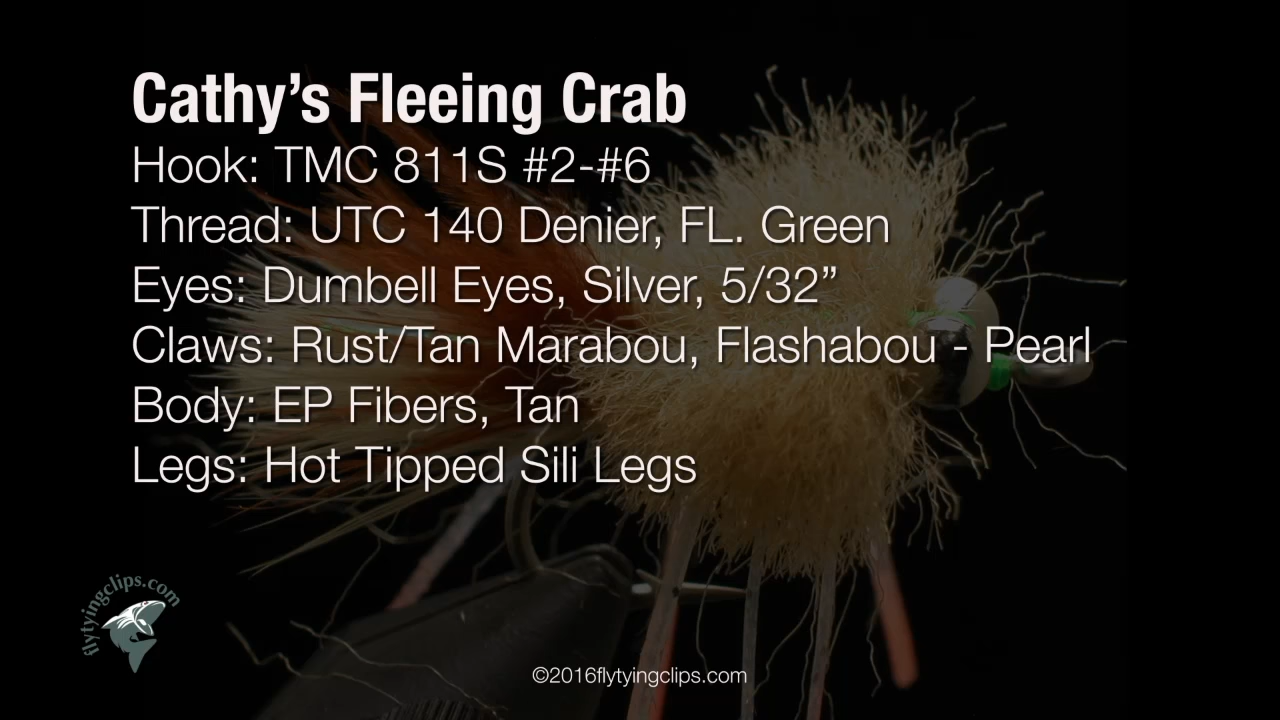 Cathy’s Fleeing Crab
Hook: TMC 811S #2-#6
Thread: UTC 140 Denier, FL. Green
Eyes: Dumbell Eyes, Silver, 5/32”
Claws: Rust/Tan Marabou, Flashabou - Pearl
Body: EP Fibers, Tan
Legs: Hot Tipped Sili Legs
flytyingclips.com
©2016flytyingclips.com